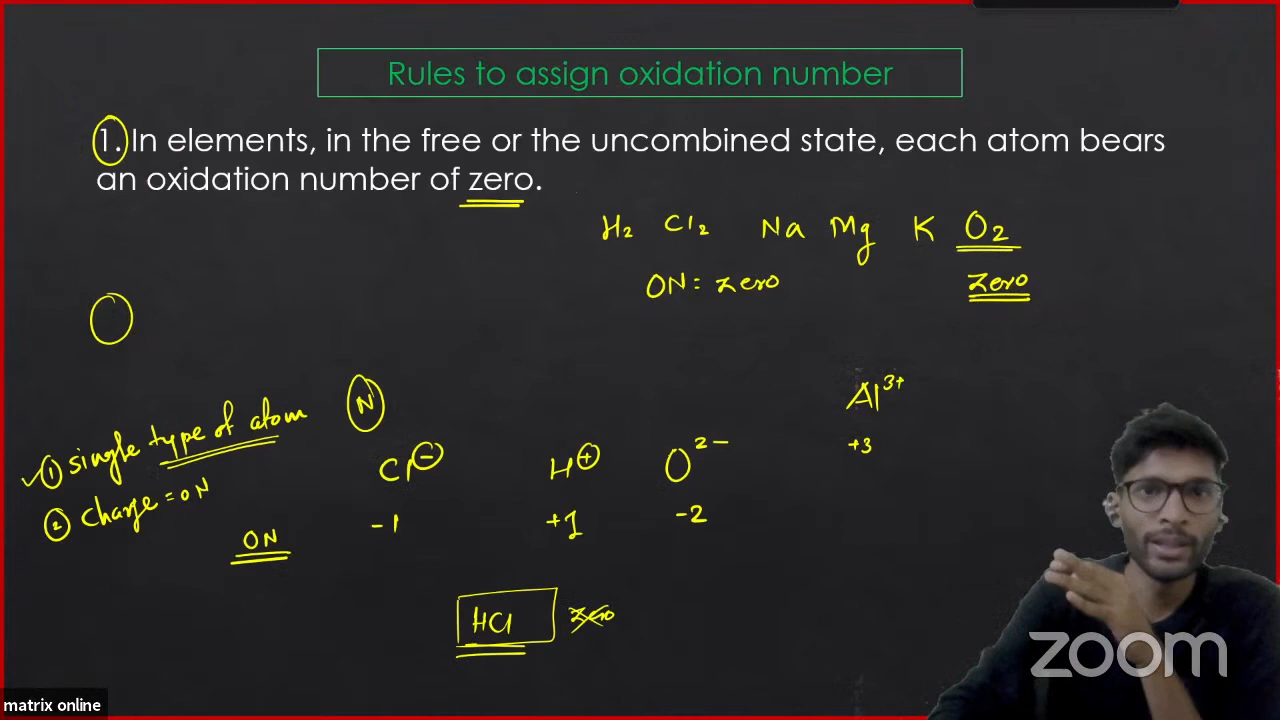 Rules to assign oxidation number
1. In elements, in the free or the uncombined state, each atom bears
an oxidation number of zero.
H₂ Cl₂ Na Mg K O₂
ON: zero zero
Al³⁺
+3
① single type of atom N
② charge = ON
Cl⊖ H⊕ O²⁻
ON -1 +1 -2
HCl zero
zoom
matrix online